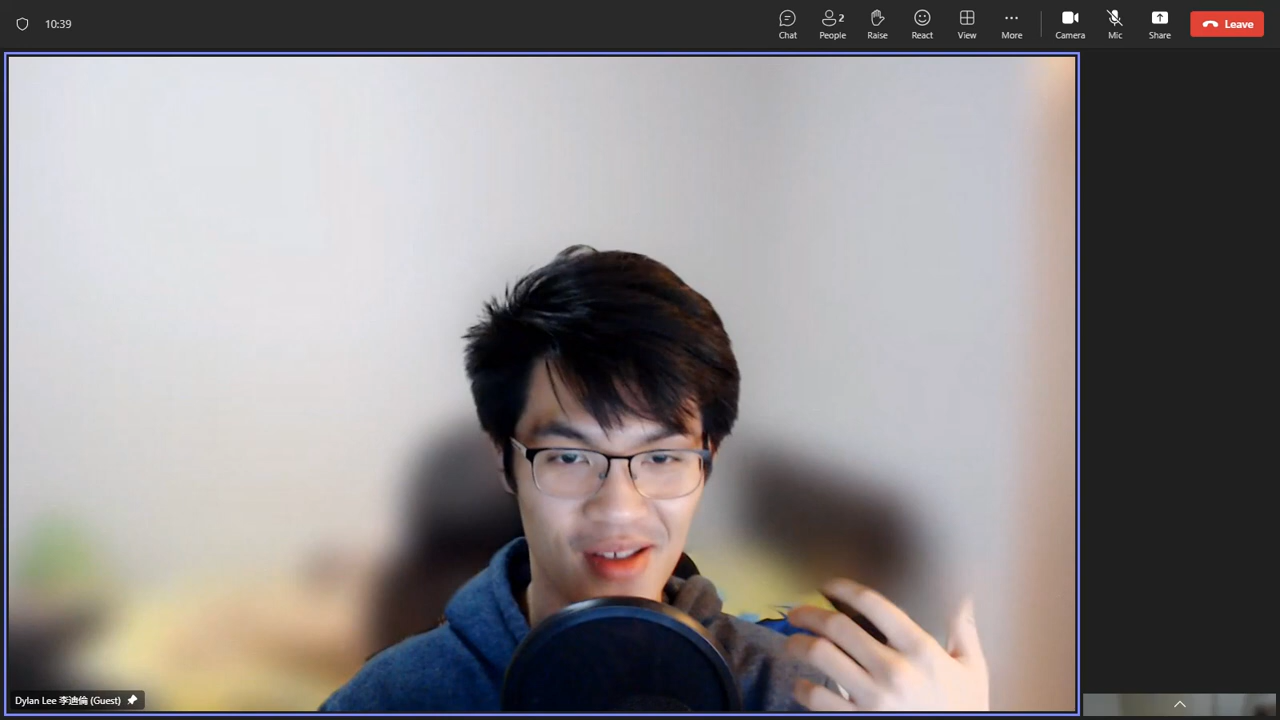 10:39
Chat
2
People
Raise
React
View
More
Camera
Mic
Share
Leave
Dylan Lee 李迪倫 (Guest)